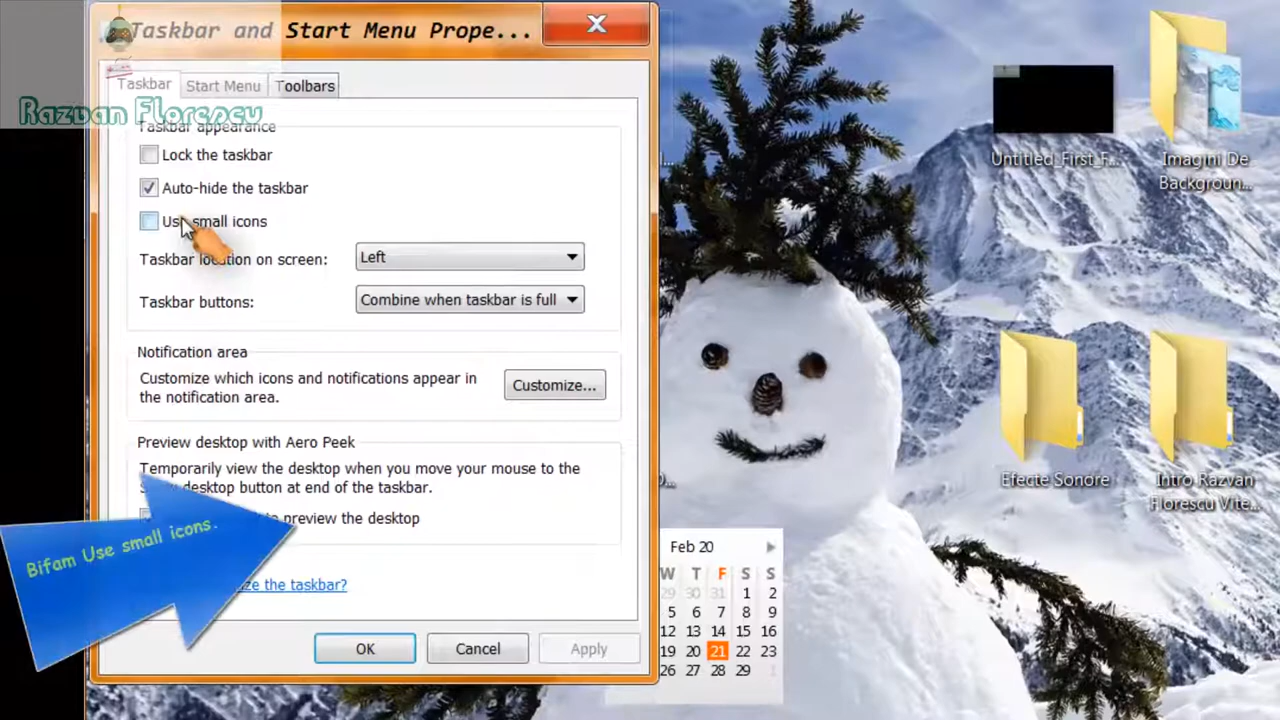 Taskbar and Start Menu Prope...
Taskbar
Start Menu
Toolbars
Razvan Florescu
Taskbar appearance
Lock the taskbar
Auto-hide the taskbar
Use small icons
Taskbar location on screen:
Left
Taskbar buttons:
Combine when taskbar is full
Notification area
Customize which icons and notifications appear in
the notification area.
Customize...
Preview desktop with Aero Peek
Temporarily view the desktop when you move your mouse to the
desktop button at end of the taskbar.
preview the desktop
Bifam Use small icons.
the taskbar?
OK
Cancel
Apply
Untitled_First_F...
Imagini De
Backgroun...
Efecte Sonore
Intro Razvan
Florescu Vite...
Feb 20
W T F S S
29 30 31 1 2
5 6 7 8 9
12 13 14 15 16
19 20 21 22 23
26 27 28 29